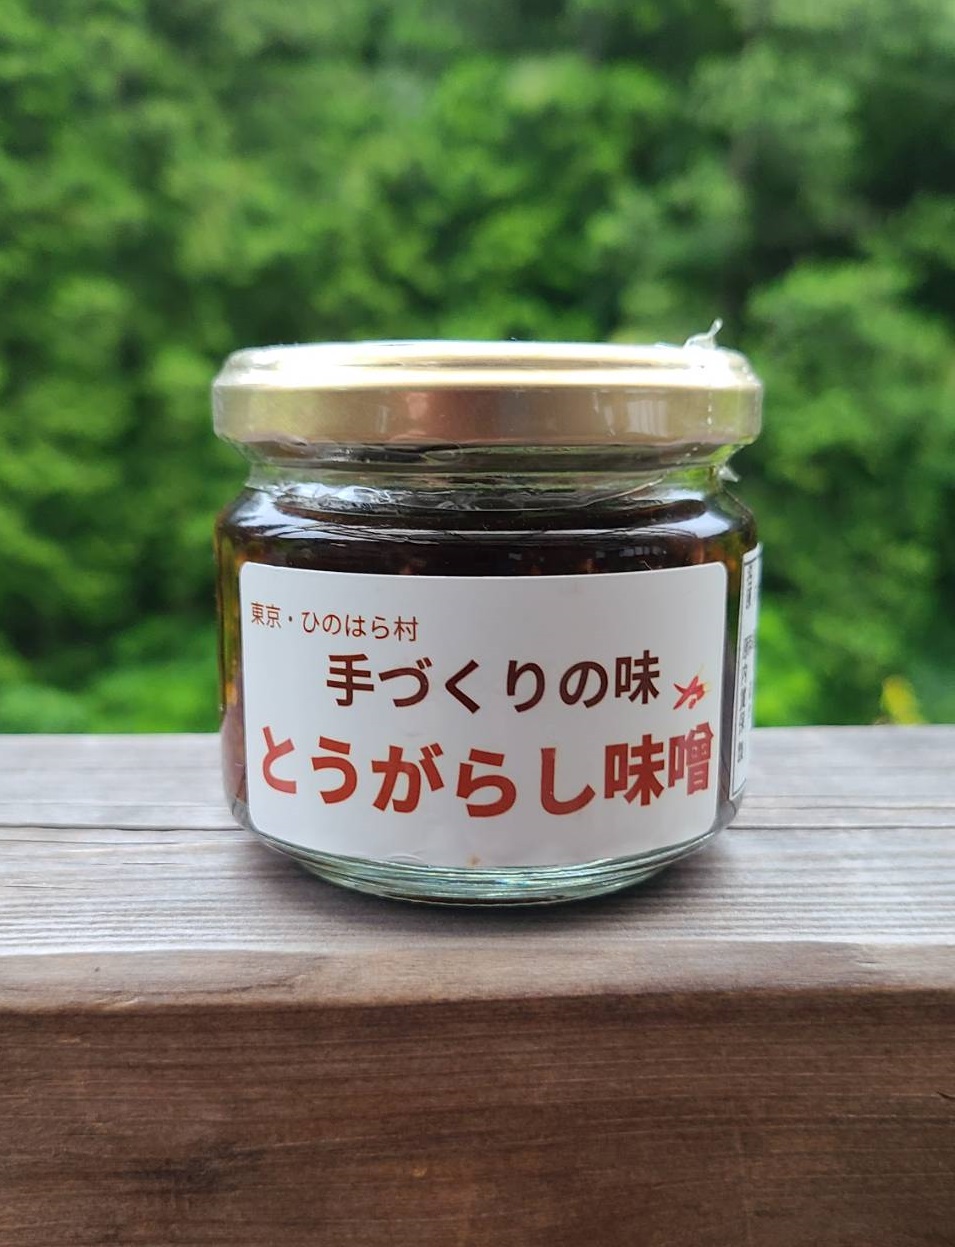 東京・ひのはら村
手づくりの味
とうがらし味噌